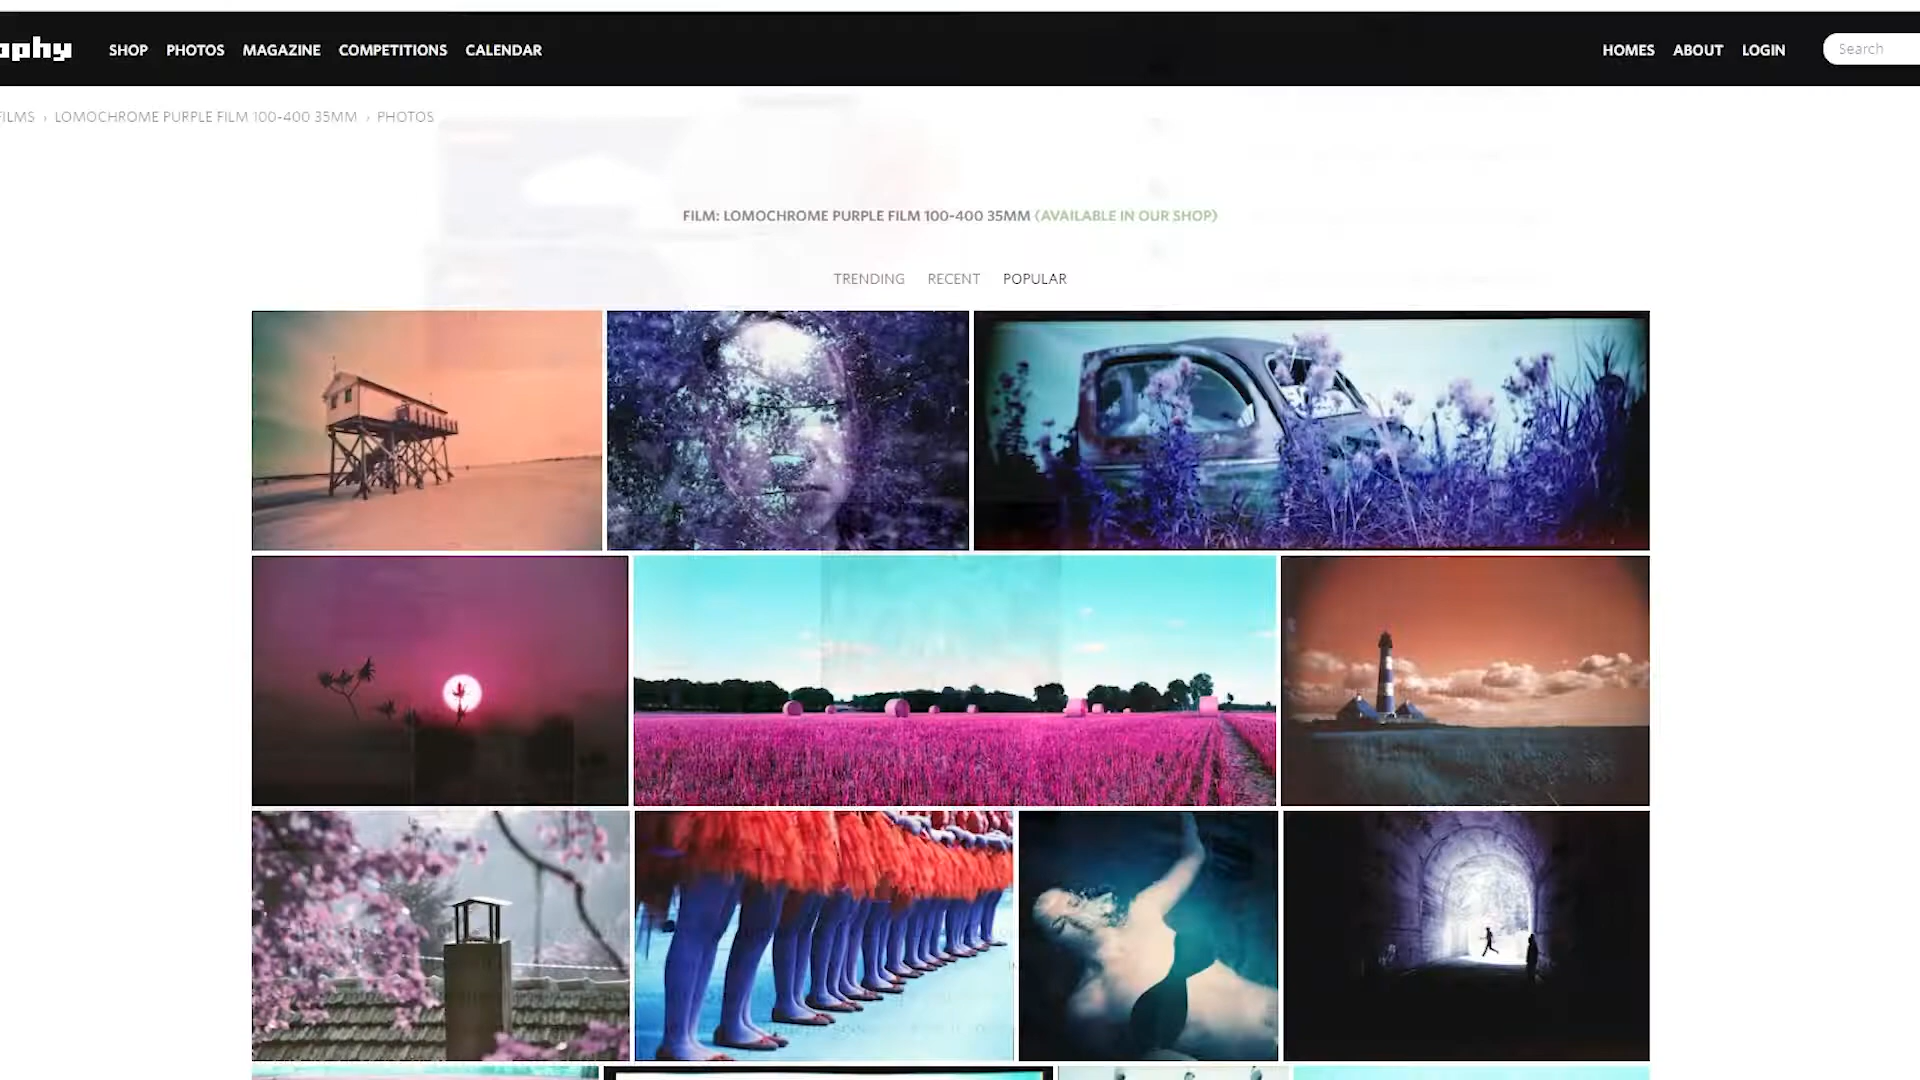 aphy SHOP PHOTOS MAGAZINE COMPETITIONS CALENDAR HOMES ABOUT LOGIN Search
FILMS › LOMOCHROME PURPLE FILM 100-400 35MM › PHOTOS
FILM: LOMOCHROME PURPLE FILM 100-400 35MM (AVAILABLE IN OUR SHOP)
TRENDING RECENT POPULAR